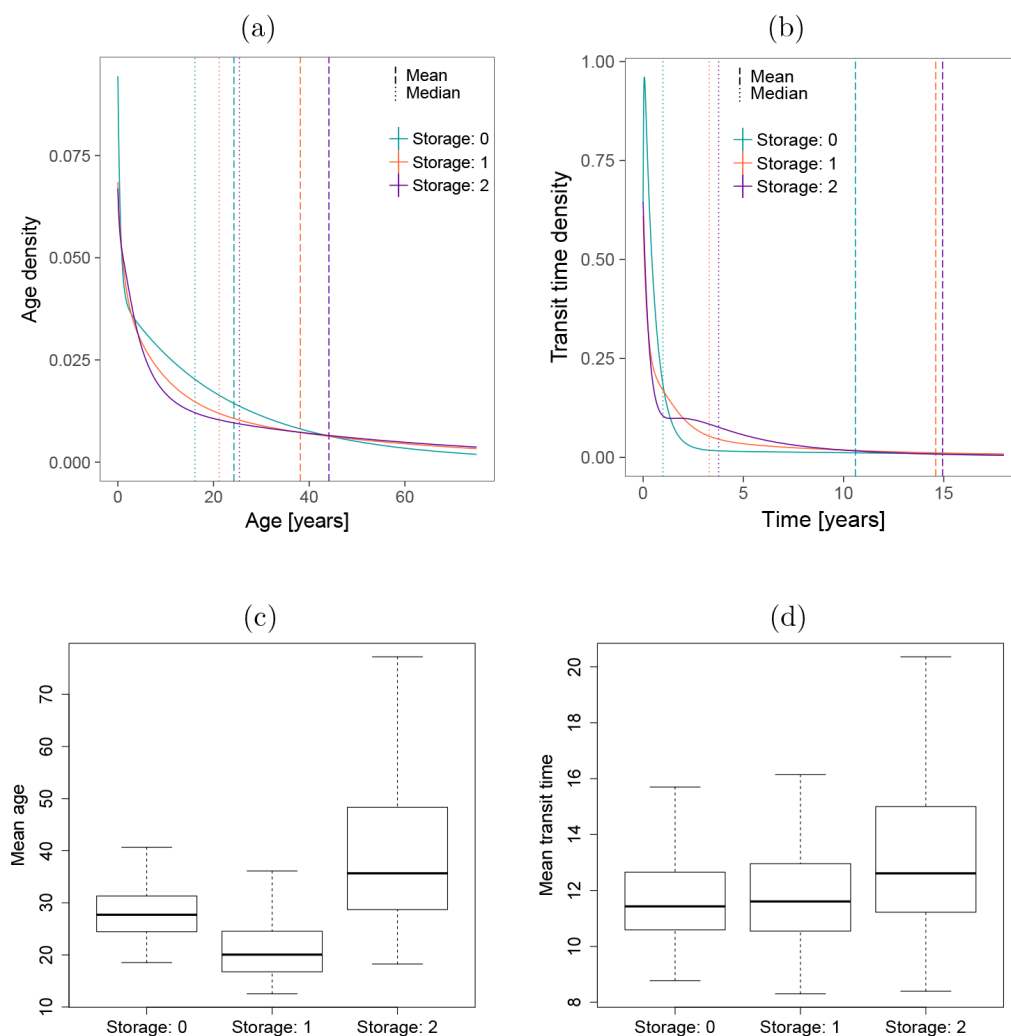 (a)
Age density
0.075
0.050
0.025
0.000
0
20
40
60
Age [years]
Mean
Median
Storage: 0
Storage: 1
Storage: 2
(b)
Transit time density
1.00
0.75
0.50
0.25
0.00
0
5
10
15
Time [years]
Mean
Median
Storage: 0
Storage: 1
Storage: 2
(c)
Mean age
70
60
50
40
30
20
10
Storage: 0
Storage: 1
Storage: 2
(d)
Mean transit time
20
18
16
14
12
10
8
Storage: 0
Storage: 1
Storage: 2